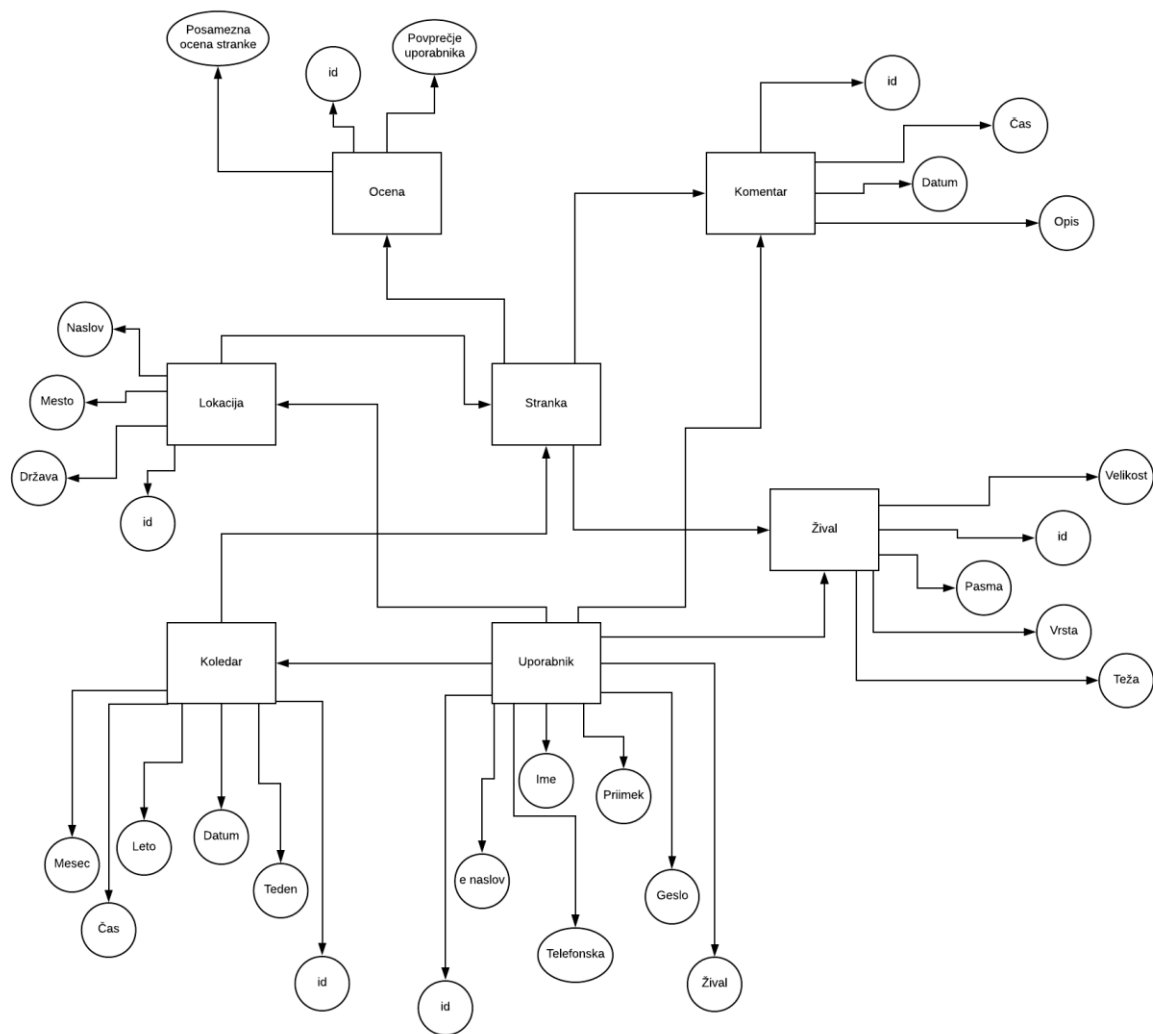 Posamezna
ocena stranke
Povprečje
uporabnika
id
id
Čas
Ocena
Komentar
Datum
Opis
Naslov
Mesto
Lokacija
Stranka
Država
id
Velikost
Žival
id
Pasma
Vrsta
Koledar
Uporabnik
Teža
Ime
Priimek
Mesec
Leto
Datum
Teden
e naslov
Geslo
Čas
Telefonska
id
Žival
id